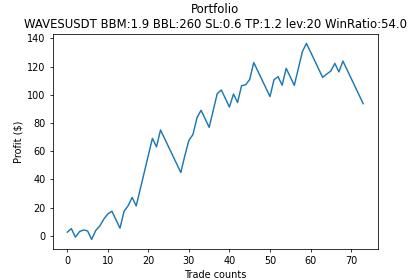 Portfolio
WAVESUSDT BBM:1.9 BBL:260 SL:0.6 TP:1.2 lev:20 WinRatio:54.0
140
120
100
80
60
40
20
0
Profit ($)
0 10 20 30 40 50 60 70
Trade counts